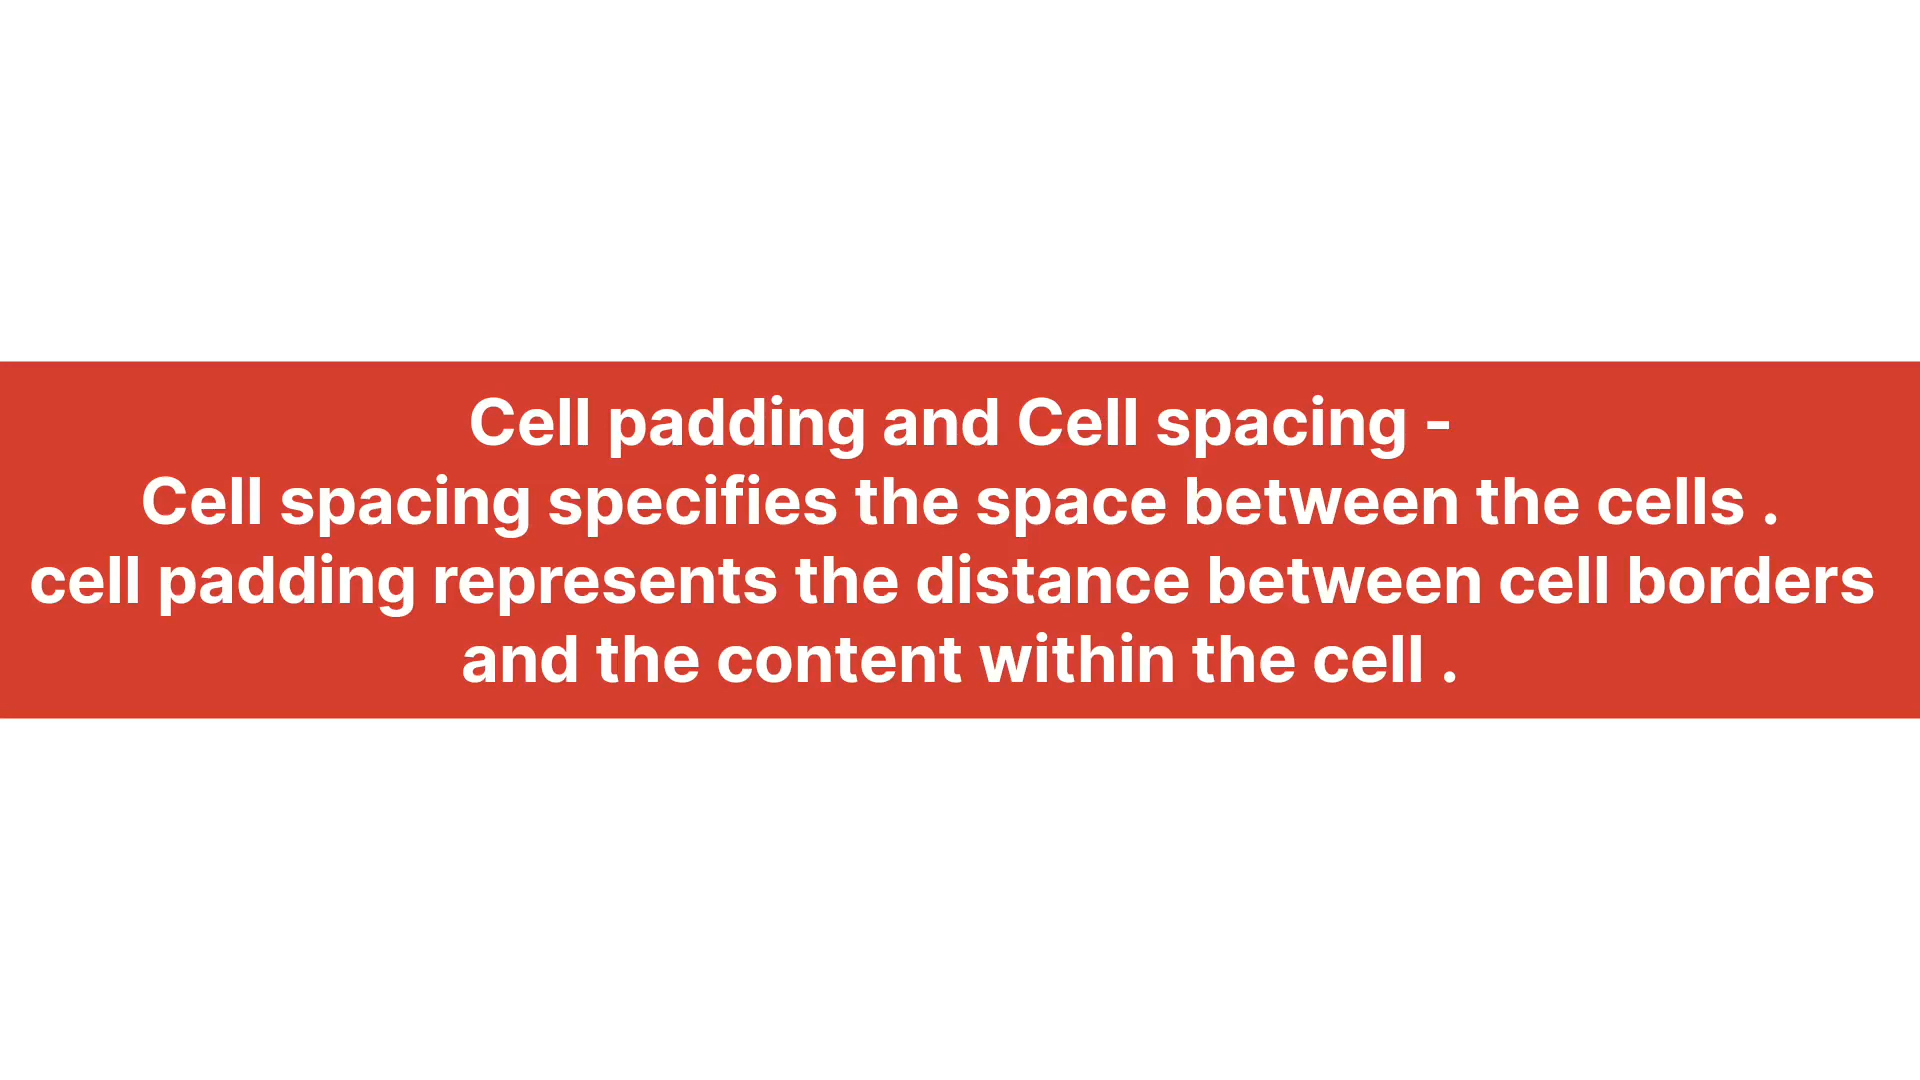 Cell padding and Cell spacing -
Cell spacing specifies the space between the cells .
cell padding represents the distance between cell borders
and the content within the cell .